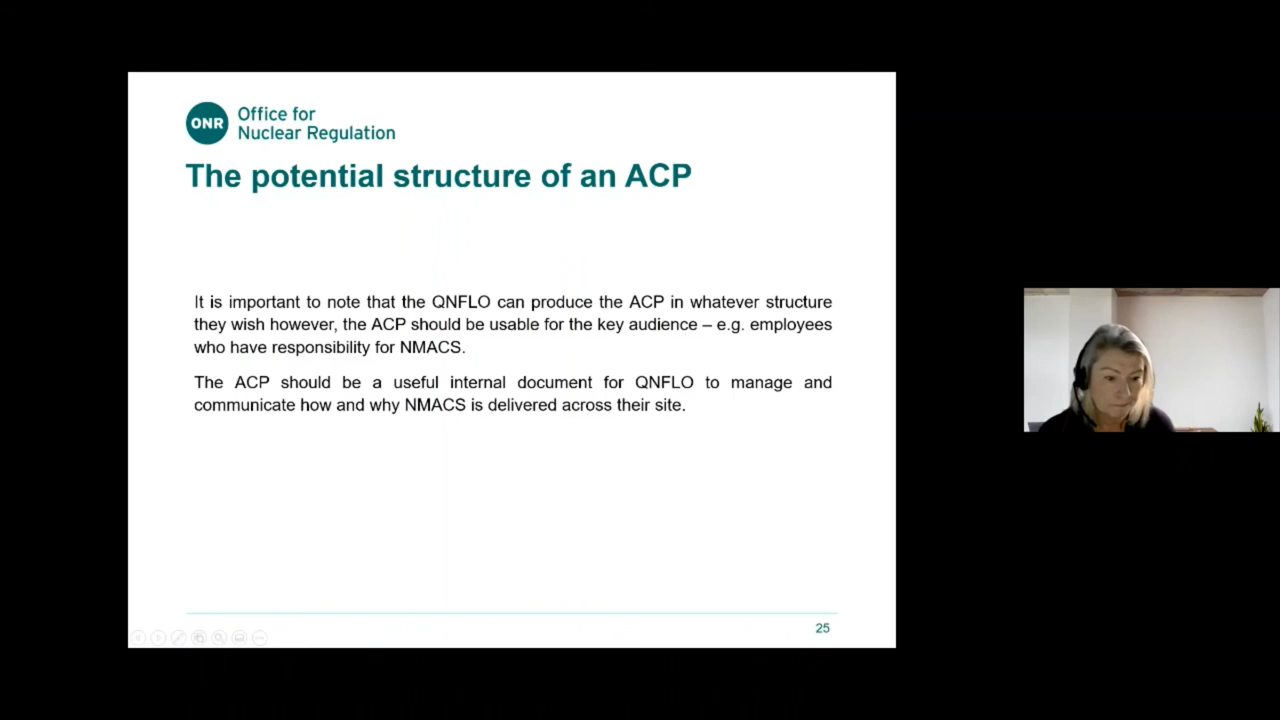 ONR
Office for
Nuclear Regulation
The potential structure of an ACP
It is important to note that the QNFLO can produce the ACP in whatever structure
they wish however, the ACP should be usable for the key audience – e.g. employees
who have responsibility for NMACS.
The ACP should be a useful internal document for QNFLO to manage and
communicate how and why NMACS is delivered across their site.
25